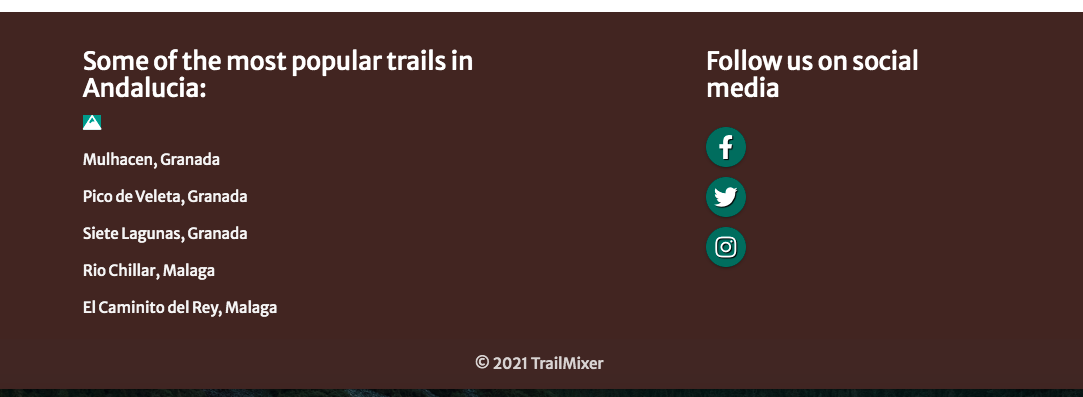 Some of the most popular trails in
Andalucia:
Mulhacen, Granada
Pico de Veleta, Granada
Siete Lagunas, Granada
Rio Chillar, Malaga
El Caminito del Rey, Malaga
Follow us on social
media
© 2021 TrailMixer